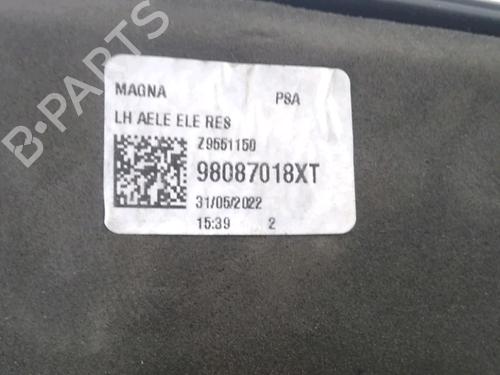 B-PARTS
MAGNA PSA
LH AELE ELE RES
Z9551150
98087018XT
31/05/2022
15:39 2